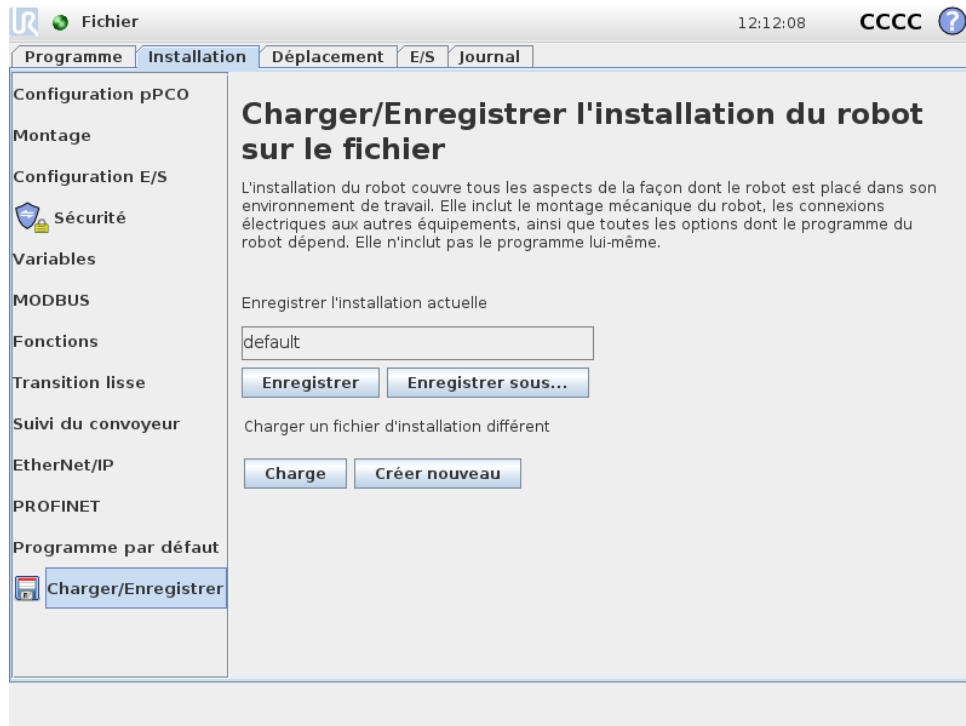 UR
Fichier
12:12:08
CCCC
?
Programme
Installation
Déplacement
E/S
Journal
Configuration pPCO
Montage
Configuration E/S
Sécurité
Variables
MODBUS
Fonctions
Transition lisse
Suivi du convoyeur
EtherNet/IP
PROFINET
Programme par défaut
Charger/Enregistrer
Charger/Enregistrer l'installation du robot
sur le fichier
L'installation du robot couvre tous les aspects de la façon dont le robot est placé dans son
environnement de travail. Elle inclut le montage mécanique du robot, les connexions
électriques aux autres équipements, ainsi que toutes les options dont le programme du
robot dépend. Elle n'inclut pas le programme lui-même.
Enregistrer l'installation actuelle
default
Enregistrer
Enregistrer sous...
Charger un fichier d'installation différent
Charge
Créer nouveau